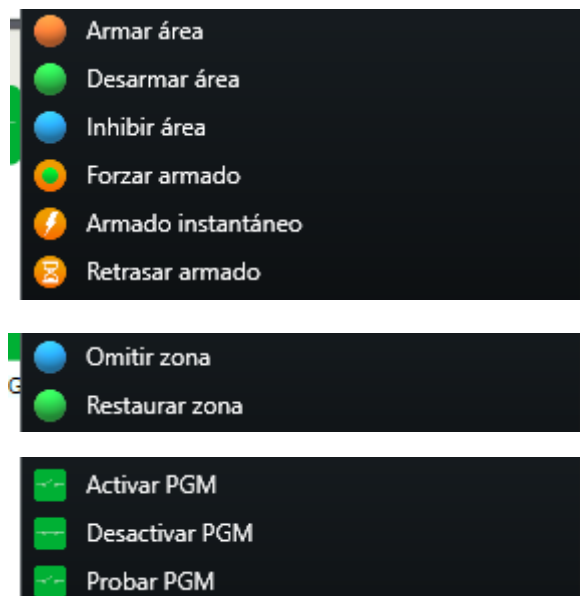 Armar área
Desarmar área
Inhibir área
Forzar armado
Armado instantáneo
Retrasar armado
Omitir zona
G
Restaurar zona
Activar PGM
Desactivar PGM
Probar PGM